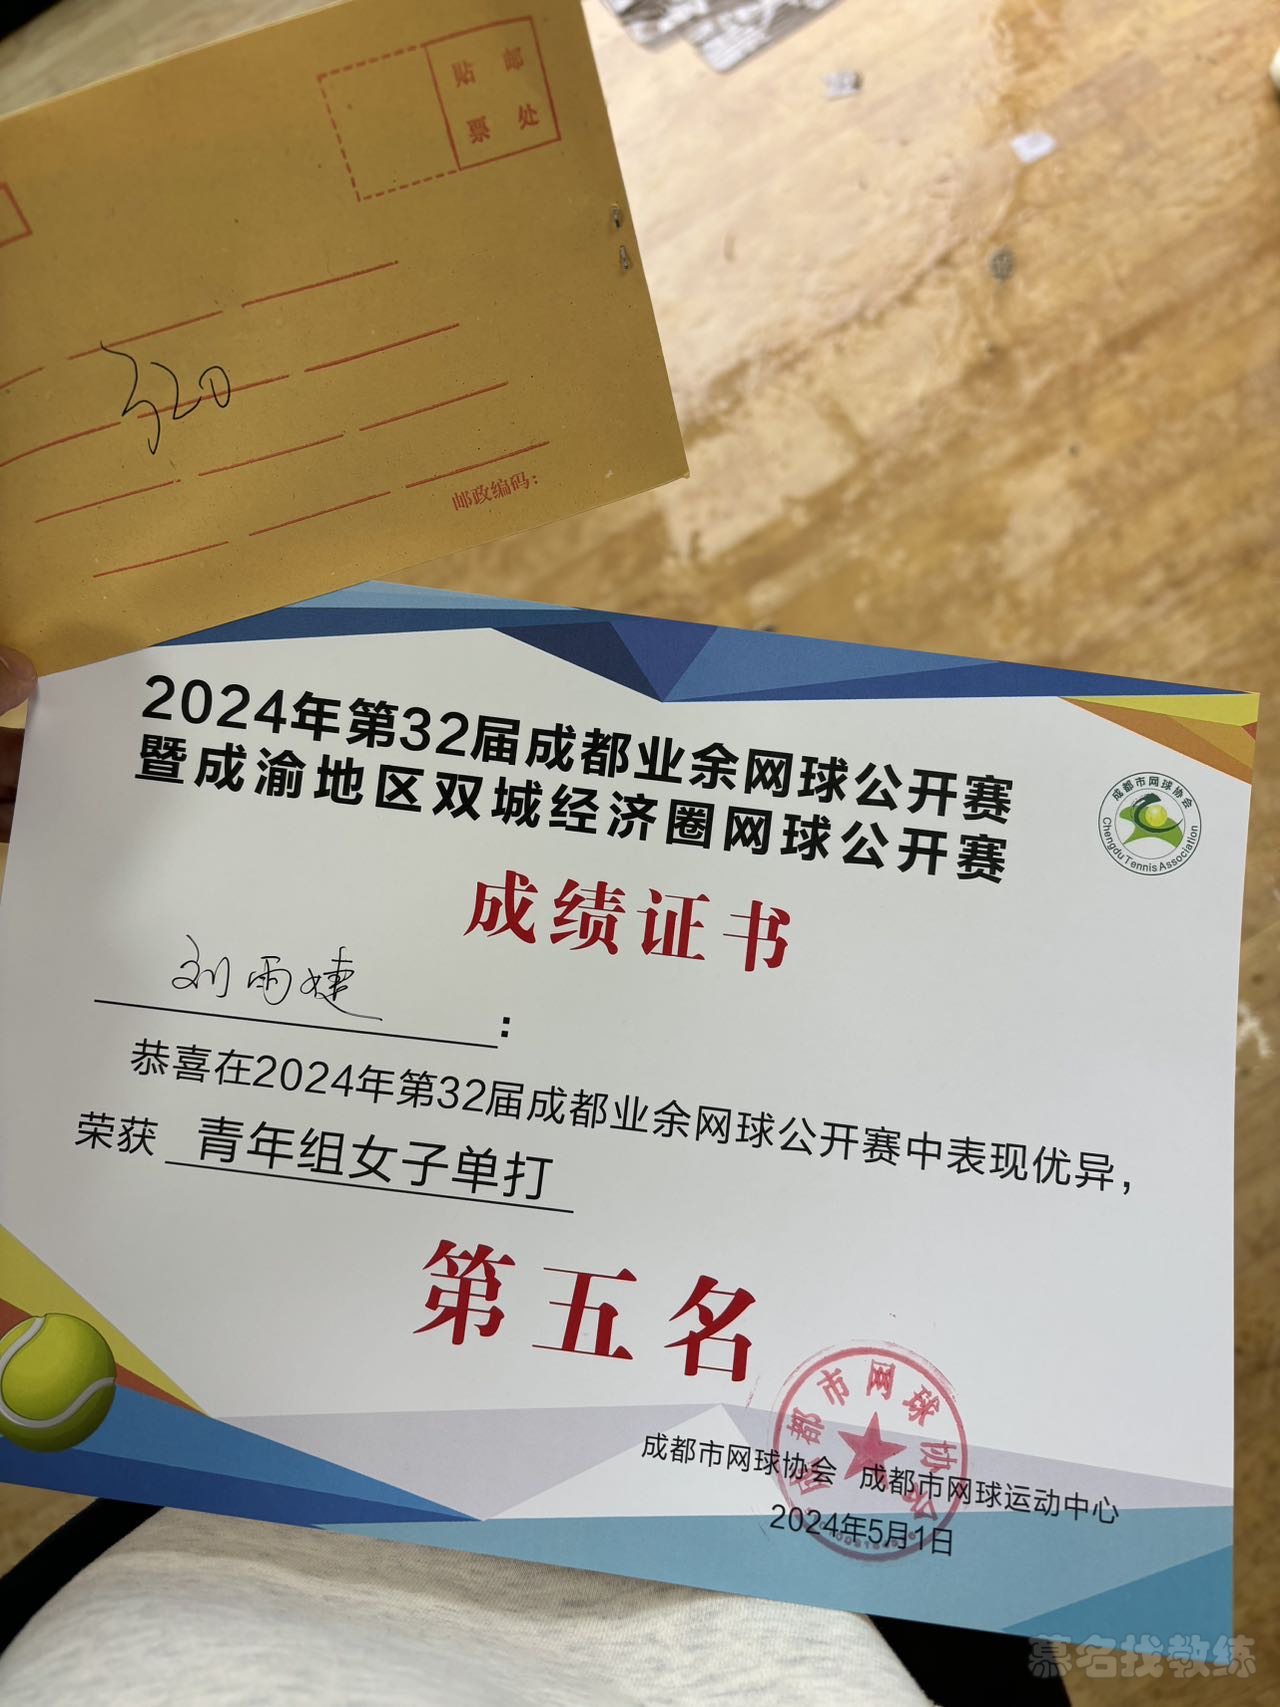 贴 邮
票 处
320
邮政编码:
2024年第32届成都业余网球公开赛
暨成渝地区双城经济圈网球公开赛
成都市网球协会
Chengdu Tennis Association
成绩证书
刘雨婕:
恭喜在2024年第32届成都业余网球公开赛中表现优异,
荣获 青年组女子单打
第五名
成都市网球协会
成都市网球协会 成都市网球运动中心
2024年5月1日
慕名找教练